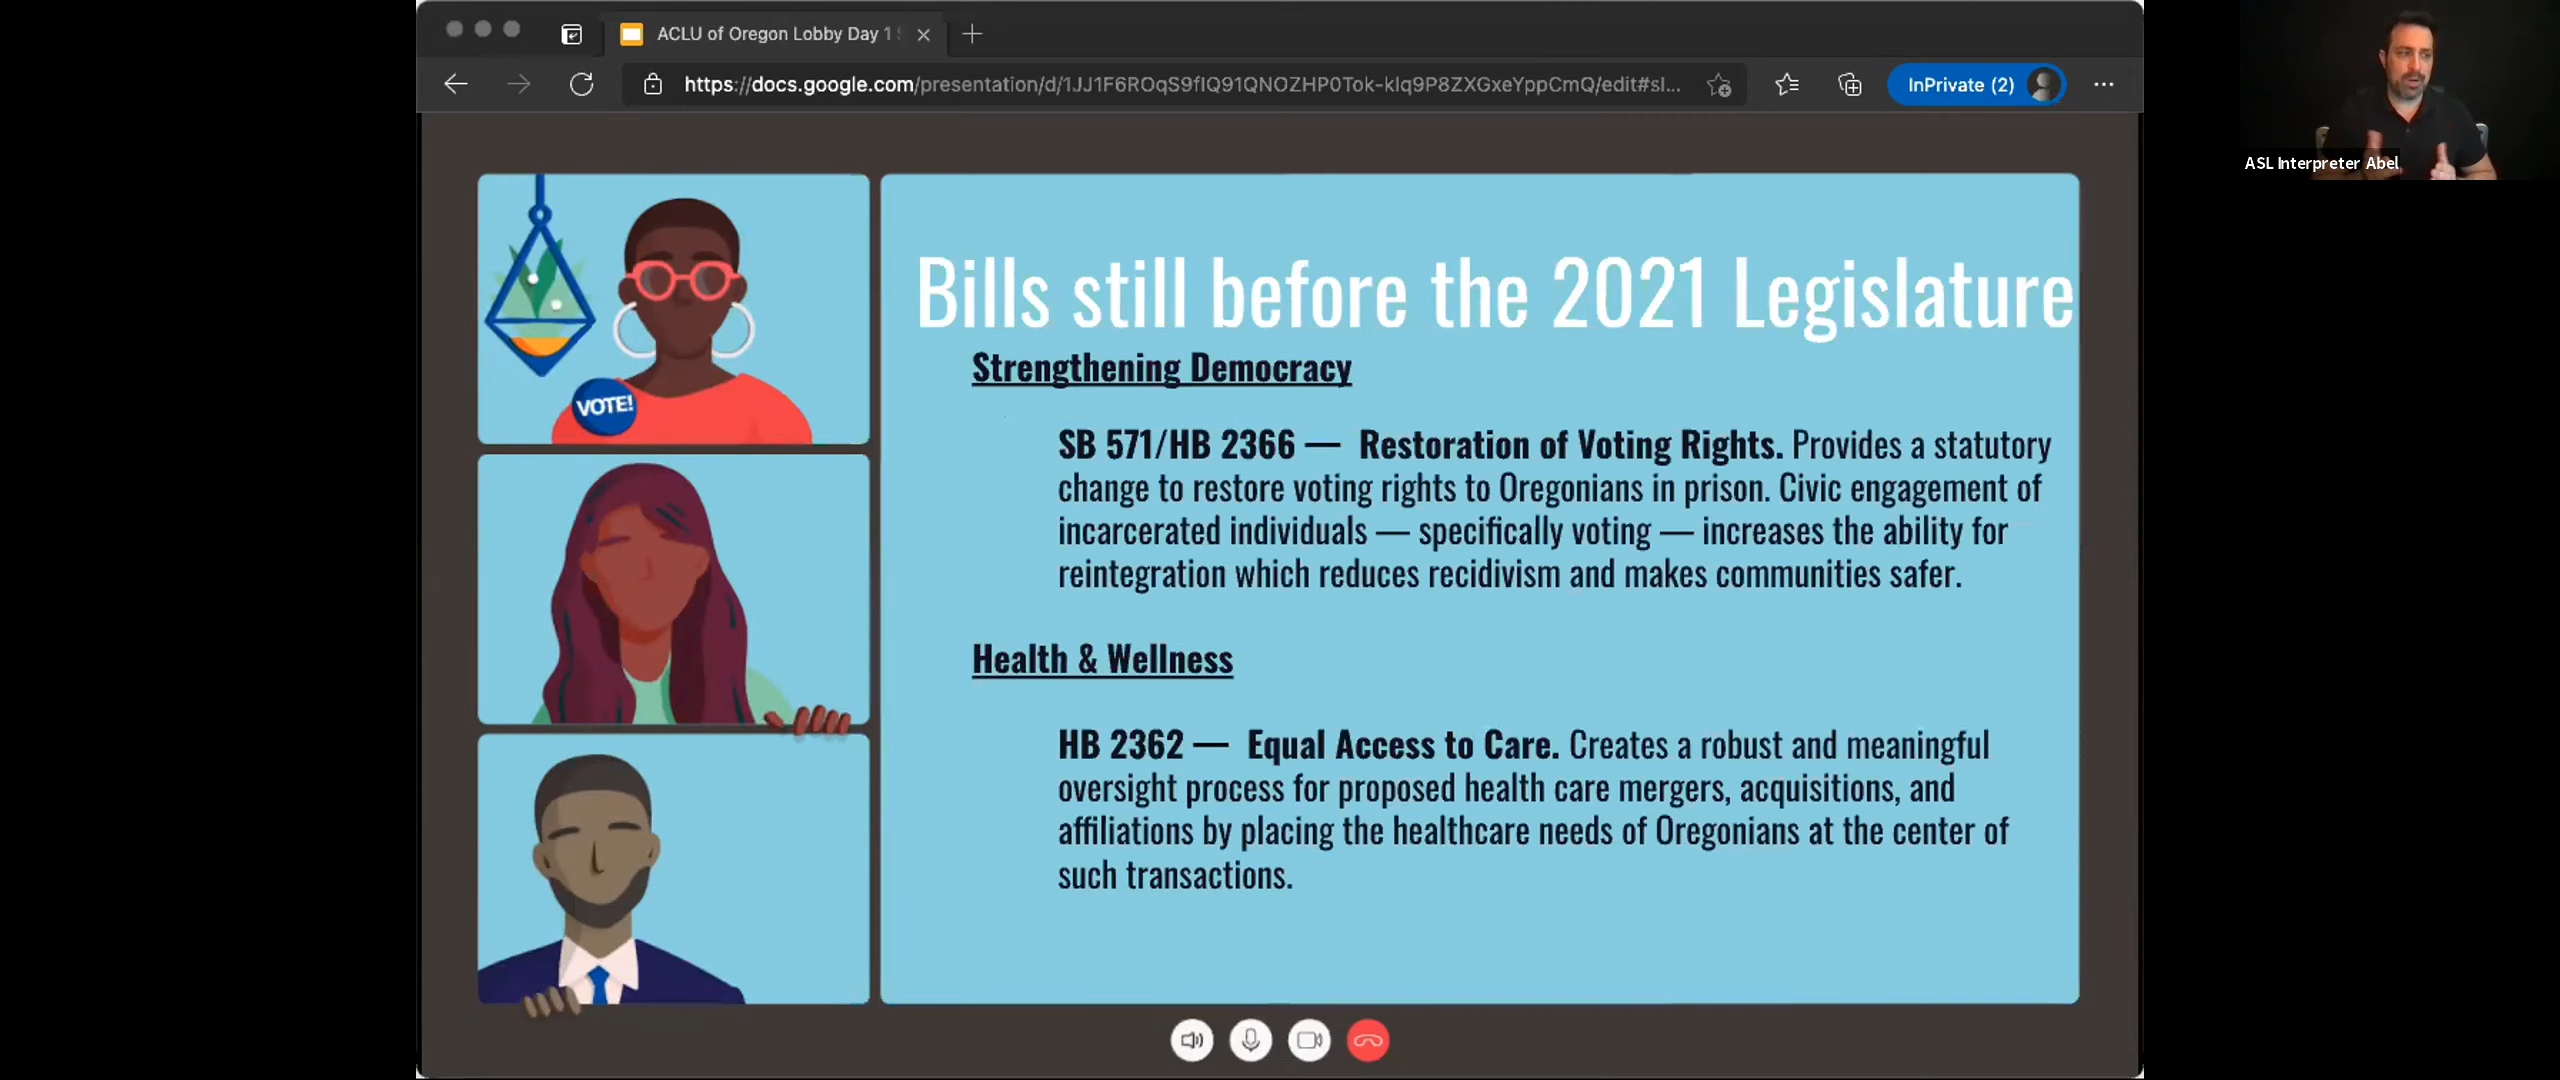 ACLU of Oregon Lobby Day 1
https://docs.google.com/presentation/d/1JJ1F6ROqS9flQ91QNOZHP0Tok-klq9P8ZXGxeYppCmQ/edit#sl...
InPrivate (2)
ASL Interpreter Abel
VOTE!
Bills still before the 2021 Legislature
Strengthening Democracy
SB 571/HB 2366 — Restoration of Voting Rights. Provides a statutory
change to restore voting rights to Oregonians in prison. Civic engagement of
incarcerated individuals — specifically voting — increases the ability for
reintegration which reduces recidivism and makes communities safer.
Health & Wellness
HB 2362 — Equal Access to Care. Creates a robust and meaningful
oversight process for proposed health care mergers, acquisitions, and
affiliations by placing the healthcare needs of Oregonians at the center of
such transactions.